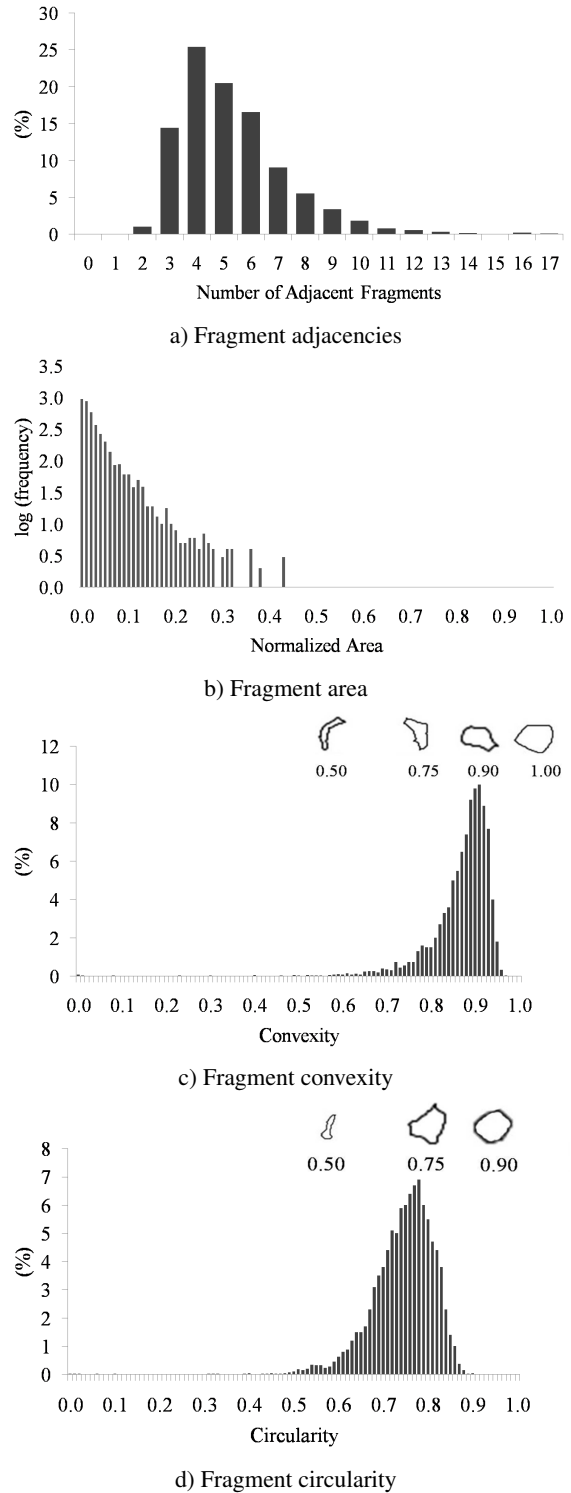 30
25
20
15
10
5
0
(%)
0 1 2 3 4 5 6 7 8 9 10 11 12 13 14 15 16 17
Number of Adjacent Fragments
a) Fragment adjacencies
3.5
3.0
2.5
2.0
1.5
1.0
0.5
0.0
log (frequency)
0.0 0.1 0.2 0.3 0.4 0.5 0.6 0.7 0.8 0.9 1.0
Normalized Area
b) Fragment area
0.50 0.75 0.90 1.00
12
10
8
6
4
2
0
(%)
0.0 0.1 0.2 0.3 0.4 0.5 0.6 0.7 0.8 0.9 1.0
Convexity
c) Fragment convexity
0.50 0.75 0.90
8
7
6
5
4
3
2
1
0
(%)
0.0 0.1 0.2 0.3 0.4 0.5 0.6 0.7 0.8 0.9 1.0
Circularity
d) Fragment circularity